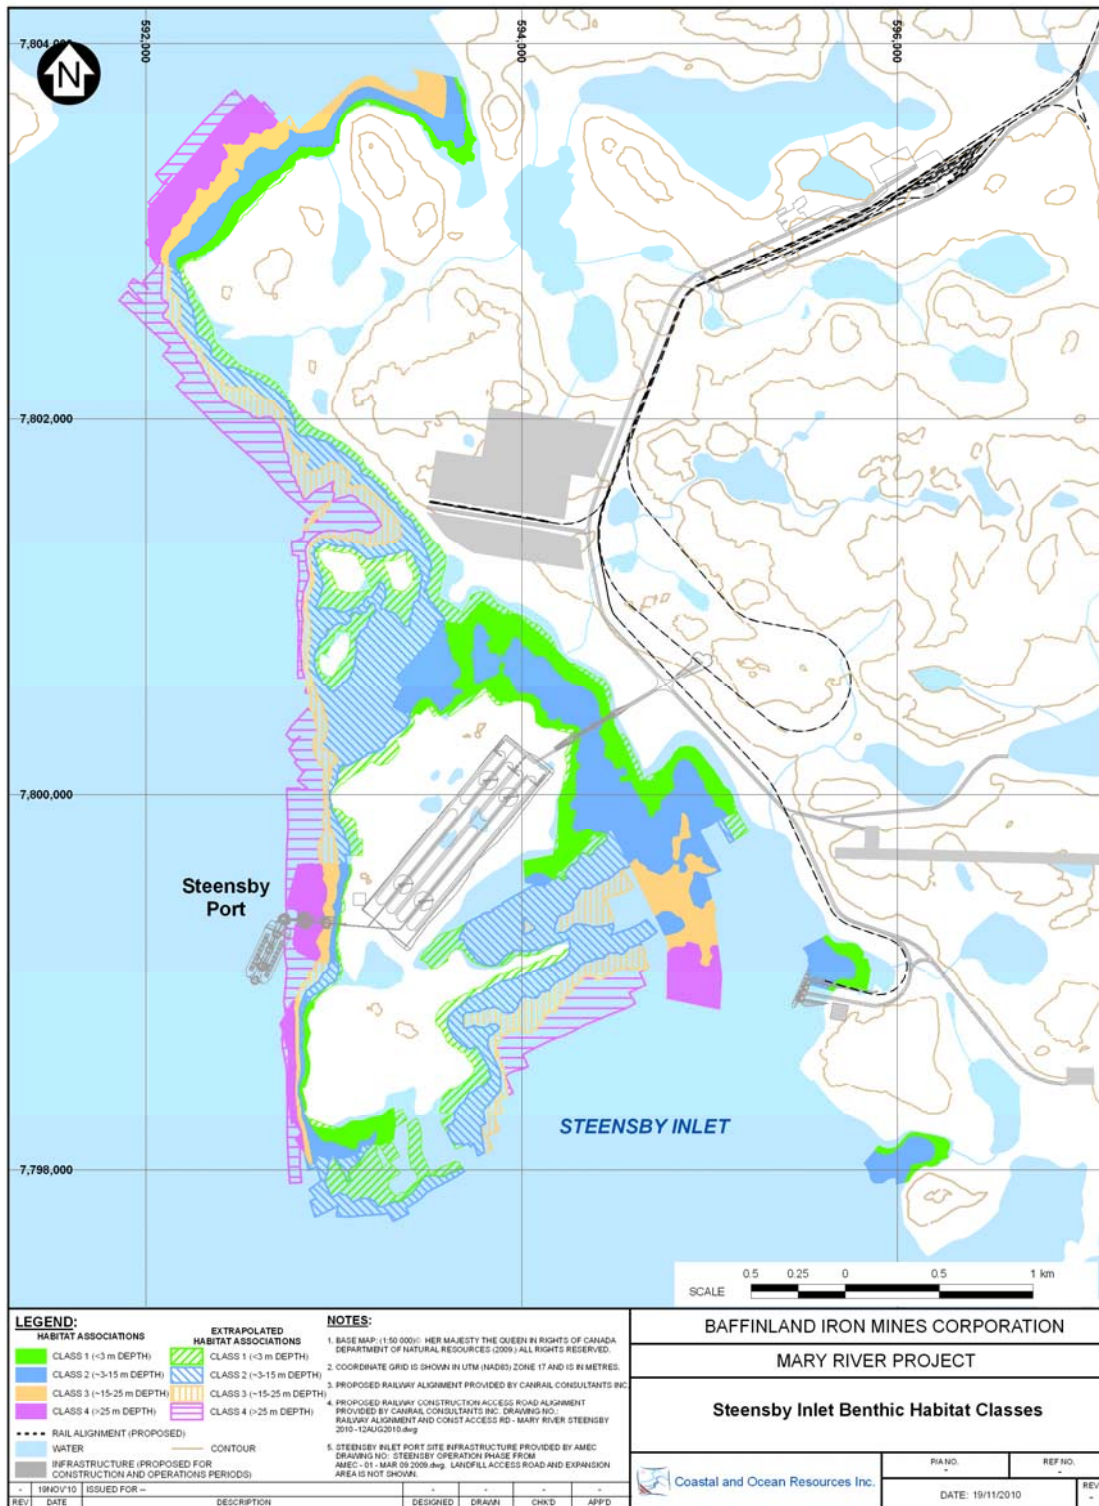 592,000
594,000
596,000
7,804,000
N
7,802,000
7,800,000
Steensby
Port
STEENSBY INLET
7,798,000
SCALE
0.5 0.25 0 0.5 1 km
LEGEND:
HABITAT ASSOCIATIONS
CLASS 1 (<3 m DEPTH)
CLASS 2 (~3-15 m DEPTH)
CLASS 3 (~15-25 m DEPTH)
CLASS 4 (>25 m DEPTH)
EXTRAPOLATED
HABITAT ASSOCIATIONS
CLASS 1 (<3 m DEPTH)
CLASS 2 (~3-15 m DEPTH)
CLASS 3 (~15-25 m DEPTH)
CLASS 4 (>25 m DEPTH)
RAIL ALIGNMENT (PROPOSED)
WATER
CONTOUR
INFRASTRUCTURE (PROPOSED FOR
CONSTRUCTION AND OPERATIONS PERIODS)
NOTES:
1. BASE MAP: (1:50 000)© HER MAJESTY THE QUEEN IN RIGHTS OF CANADA
DEPARTMENT OF NATURAL RESOURCES (2009.) ALL RIGHTS RESERVED.
2. COORDINATE GRID IS SHOWN IN UTM (NAD83) ZONE 17 AND IS IN METRES.
3. PROPOSED RAILWAY ALIGNMENT PROVIDED BY CANRAIL CONSULTANTS INC.
4. PROPOSED RAILWAY CONSTRUCTION ACCESS ROAD ALIGNMENT
PROVIDED BY CANRAIL CONSULTANTS INC. DRAWING NO.:
RAILWAY ALIGNMENT AND CONST ACCESS RD - MARY RIVER STEENSBY
2010 -12AUG2010.dwg
5. STEENSBY INLET PORT SITE INFRASTRUCTURE PROVIDED BY AMEC
DRAWING NO: STEENSBY OPERATION PHASE FROM
AMEC - 01 - MAR 09 2009.dwg. LANDFILL ACCESS ROAD AND EXPANSION
AREA IS NOT SHOWN.
- 19NOV'10 ISSUED FOR -- - - - -
REV DATE DESCRIPTION DESIGNED DRAWN CHK'D APP'D
BAFFINLAND IRON MINES CORPORATION
MARY RIVER PROJECT
Steensby Inlet Benthic Habitat Classes
Coastal and Ocean Resources Inc.
P/A NO.
-
REF NO.
-
DATE: 19/11/2010
REV
-